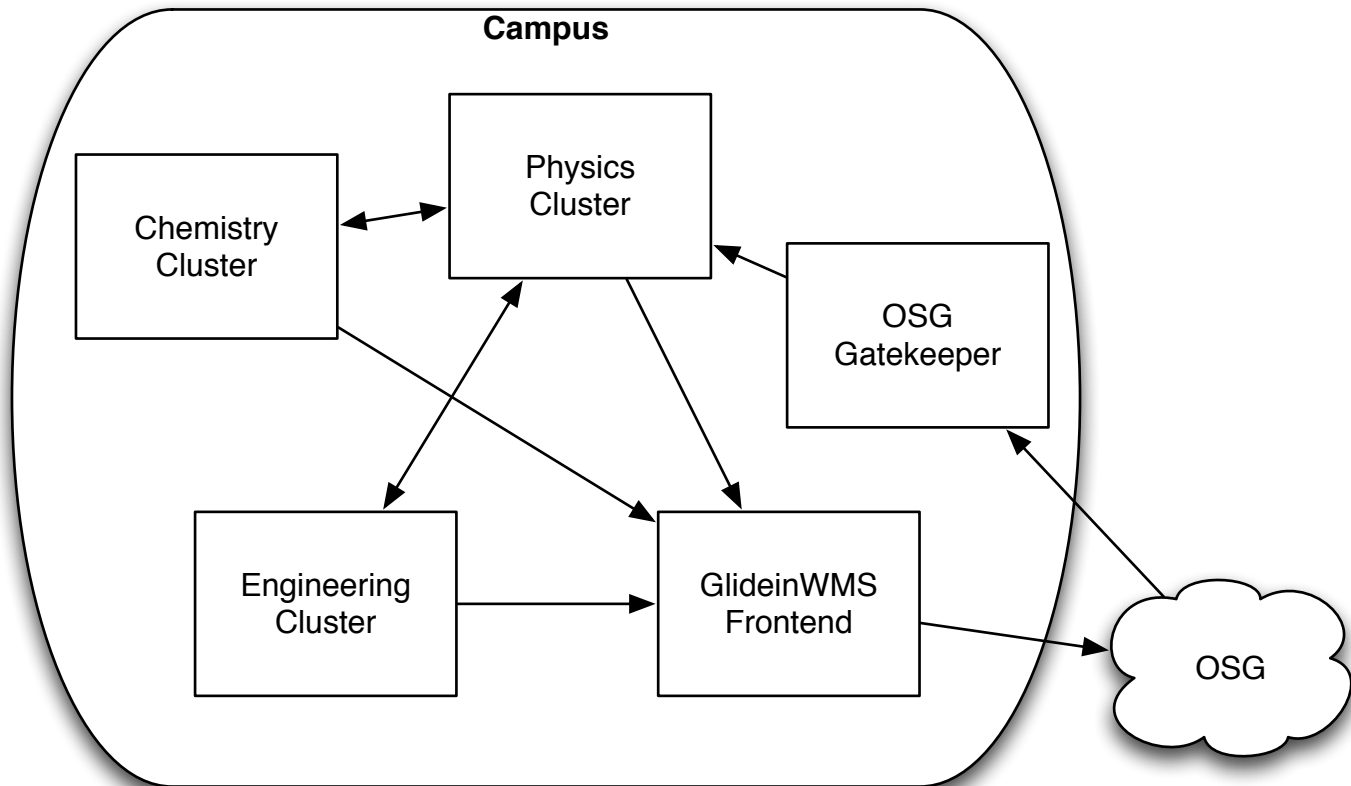 Campus
Physics
Cluster
Chemistry
Cluster
OSG
Gatekeeper
Engineering
Cluster
GlideinWMS
Frontend
OSG